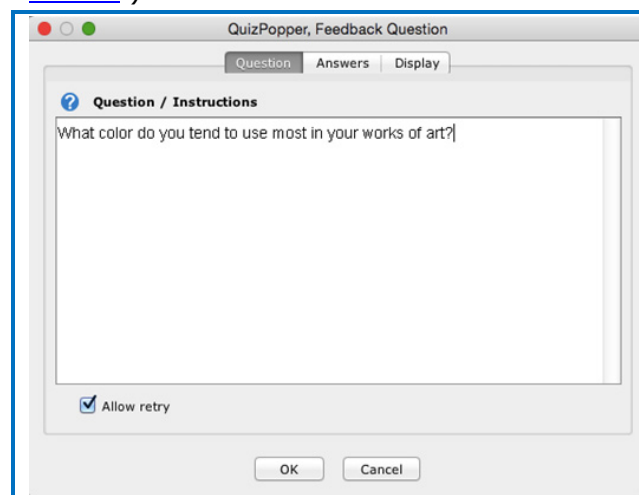 QuizPopper, Feedback Question
Question Answers Display
Question / Instructions
What color do you tend to use most in your works of art?
Allow retry
OK Cancel